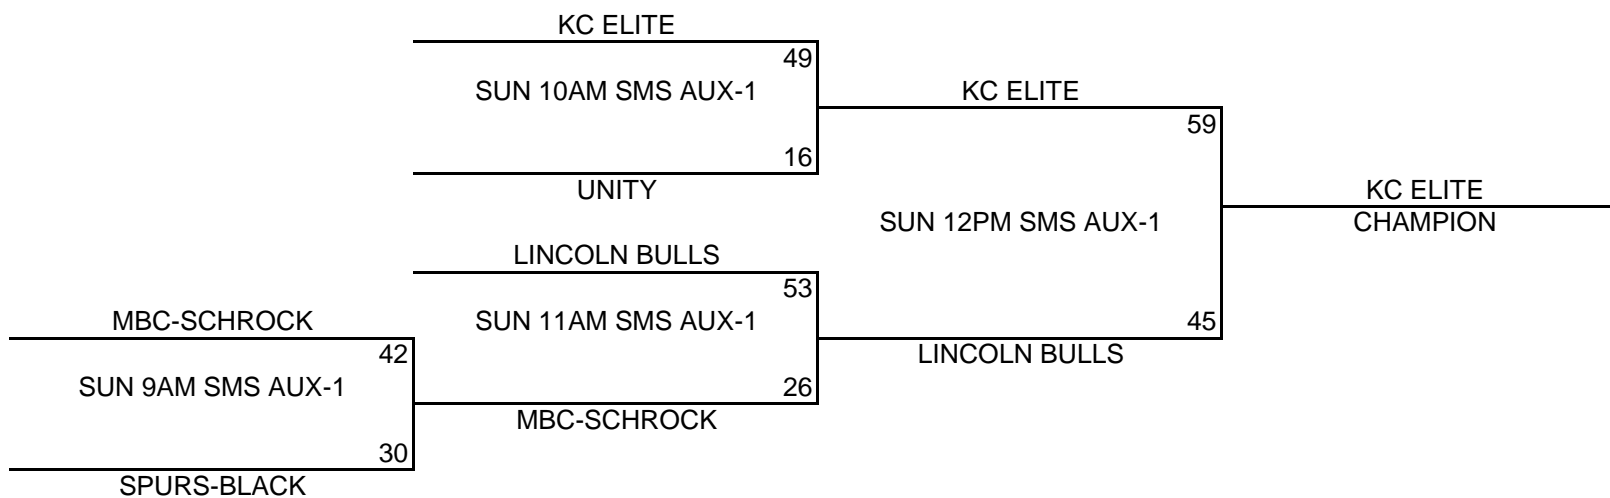 KC ELITE
49
SUN 10AM SMS AUX-1
KC ELITE
59
16
UNITY
KC ELITE
SUN 12PM SMS AUX-1
CHAMPION
LINCOLN BULLS
53
MBC-SCHROCK
SUN 11AM SMS AUX-1
45
42
LINCOLN BULLS
SUN 9AM SMS AUX-1
26
MBC-SCHROCK
30
SPURS-BLACK